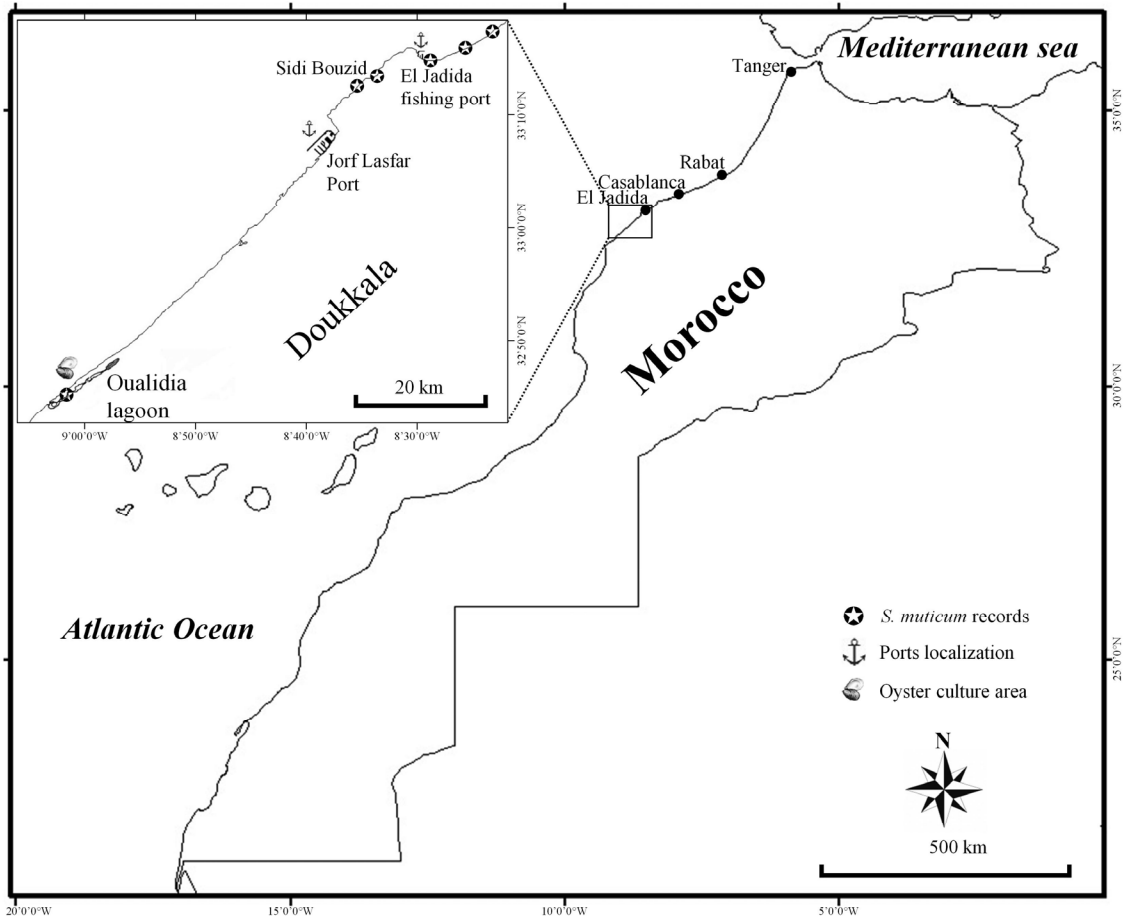 Mediterranean sea
Tanger
Rabat
Casablanca
El Jadida
Morocco
Atlantic Ocean
Sidi Bouzid
El Jadida
fishing port
Jorf Lasfar
Port
Doukkala
Oualidia
lagoon
20 km
33°10'0"N
33°00'0"N
32°50'0"N
9°00'0"W
8°50'0"W
8°40'0"W
8°30'0"W
S. muticum records
Ports localization
Oyster culture area
N
500 km
35°0'0"N
30°0'0"N
25°0'0"N
20°0'0"W
15°0'0"W
10°0'0"W
5°0'0"W